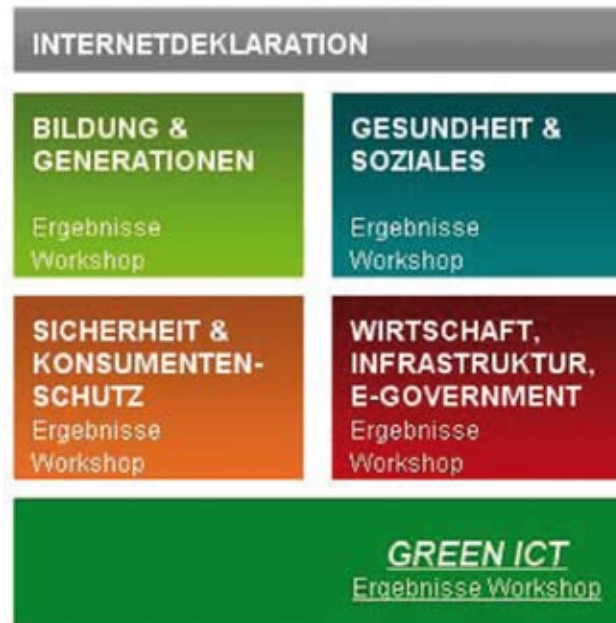 INTERNETDEKLARATION
BILDUNG &
GENERATIONEN
Ergebnisse
Workshop
GESUNDHEIT &
SOZIALES
Ergebnisse
Workshop
SICHERHEIT &
KONSUMENTEN-
SCHUTZ
Ergebnisse
Workshop
WIRTSCHAFT,
INFRASTRUKTUR,
E-GOVERNMENT
Ergebnisse
Workshop
GREEN ICT
Ergebnisse Workshop